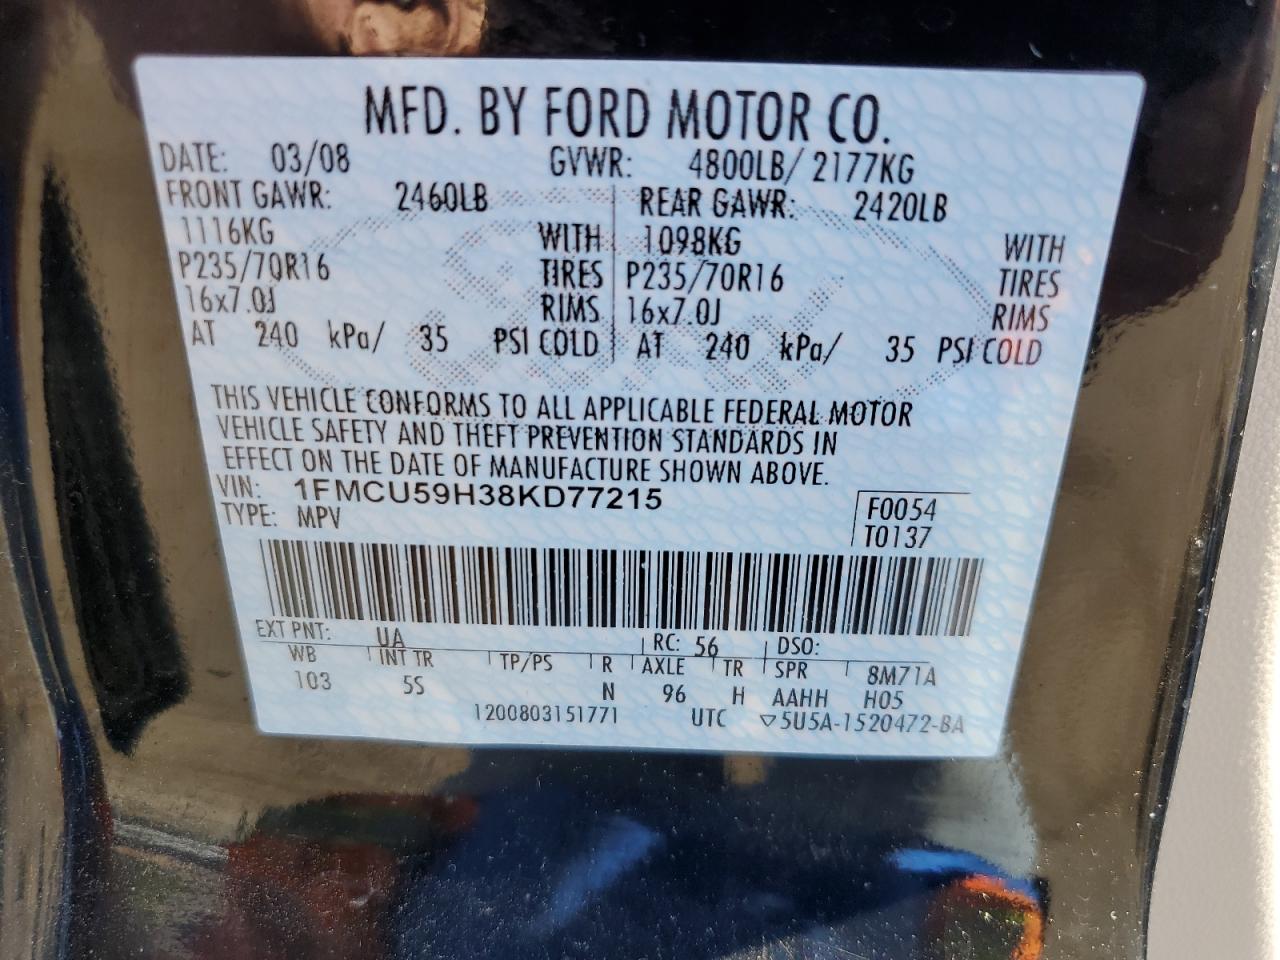 MFD. BY FORD MOTOR CO.
DATE: 03/08 GVWR: 4800LB/ 2177KG
FRONT GAWR: 2460LB REAR GAWR: 2420LB
1116KG WITH 1098KG WITH
P235/70R16 TIRES P235/70R16 TIRES
16x7.0J RIMS 16x7.0J RIMS
AT 240 kPa/ 35 PSI COLD AT 240 kPa/ 35 PSI COLD
THIS VEHICLE CONFORMS TO ALL APPLICABLE FEDERAL MOTOR
VEHICLE SAFETY AND THEFT PREVENTION STANDARDS IN
EFFECT ON THE DATE OF MANUFACTURE SHOWN ABOVE.
VIN: 1FMCU59H38KD77215
TYPE: MPV
F0054
T0137
EXT PNT: UA RC: 56 DSO:
WB INT TR TP/PS R AXLE TR SPR 8M71A
103 5S N 96 H AAHH H05
1200803151771 UTC ▽5U5A-1520472-BA